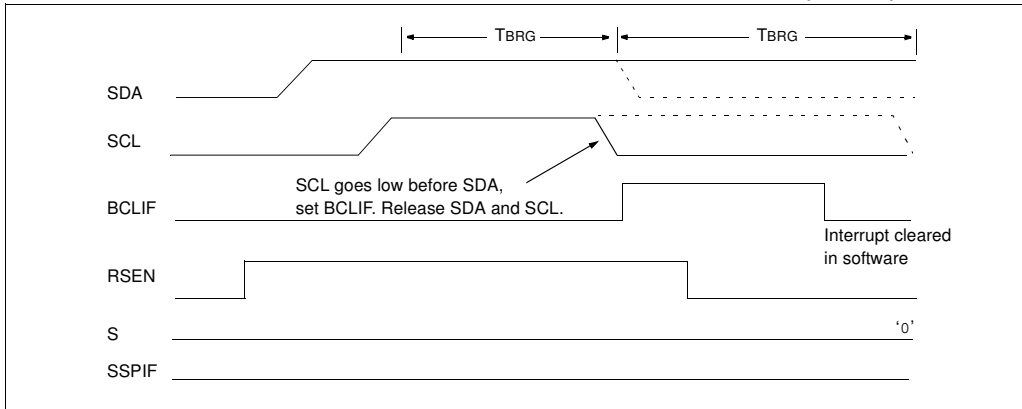 TBRG
TBRG
SDA
SCL
SCL goes low before SDA,
set BCLIF. Release SDA and SCL.
BCLIF
Interrupt cleared
in software
RSEN
S
‘0’
SSPIF